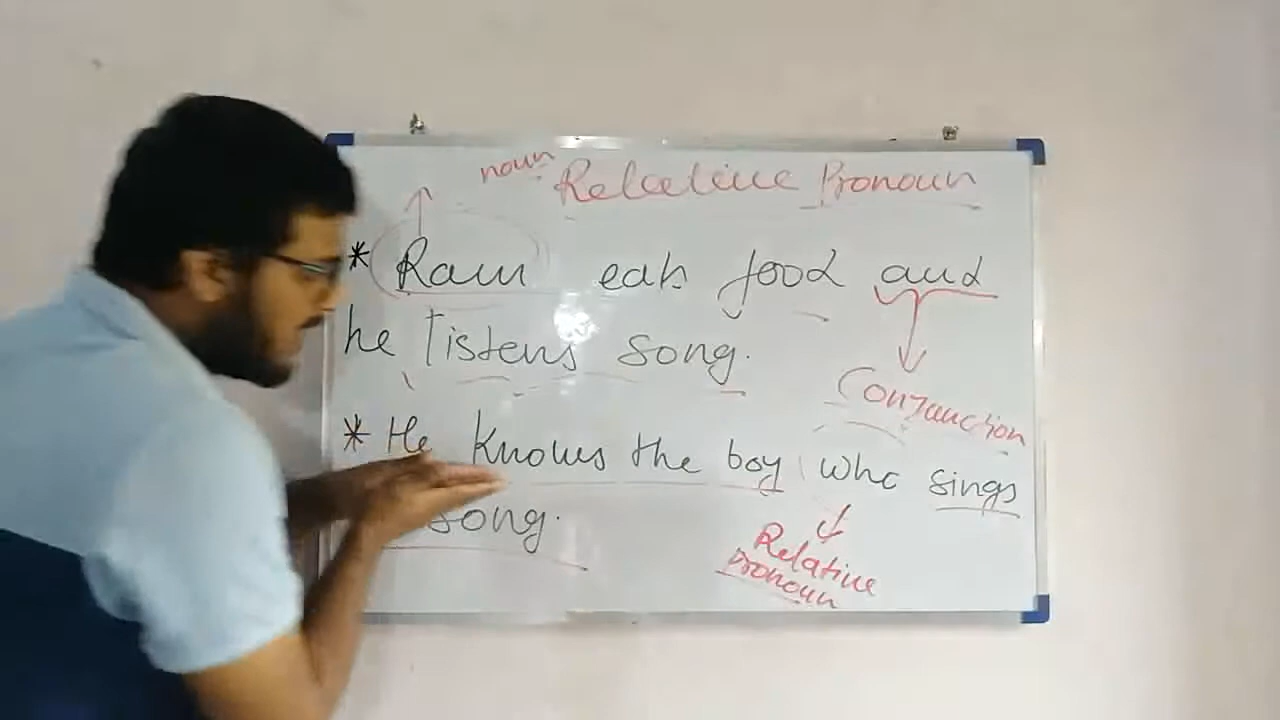 noun Relative Pronoun
* Ram eats food and
he listens song.
Conjunction
* He knows the boy who sings
song.
Relative
Pronoun